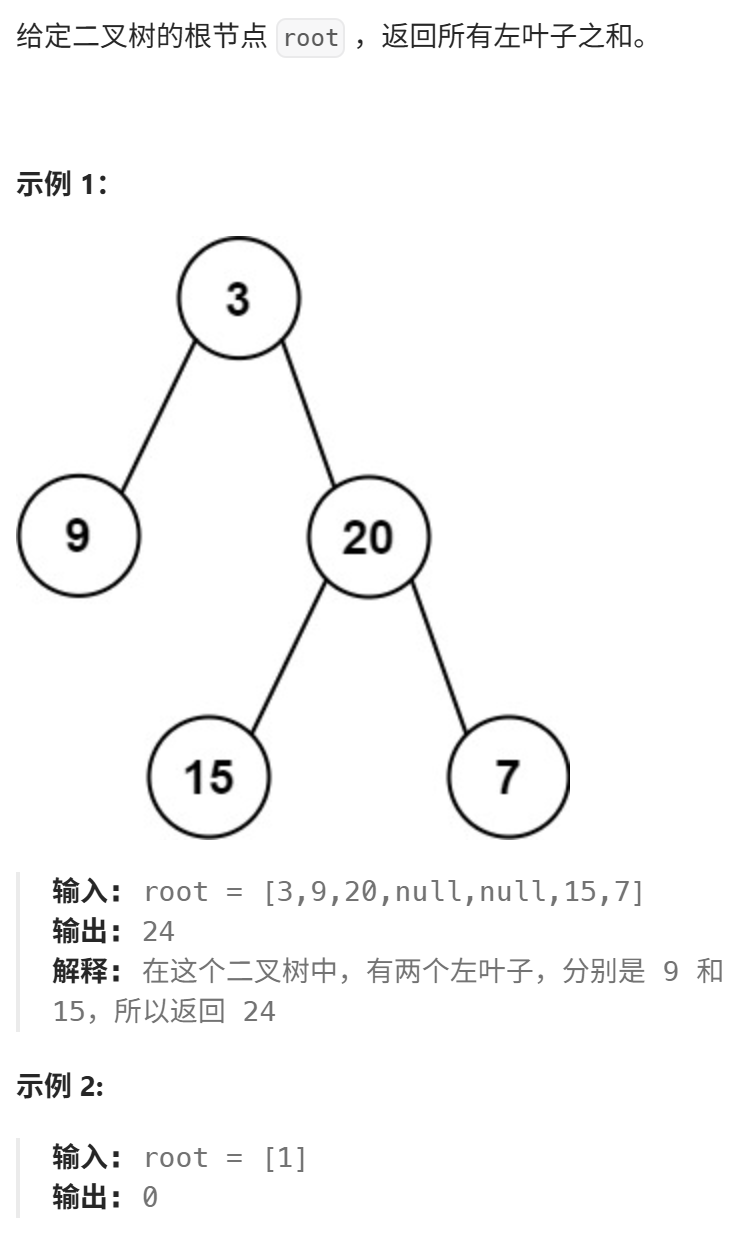 给定二叉树的根节点 root ，返回所有左叶子之和。
示例 1：
3
9
20
15
7
输入： root = [3,9,20,null,null,15,7]
输出： 24
解释： 在这个二叉树中，有两个左叶子，分别是 9 和
15，所以返回 24
示例 2:
输入： root = [1]
输出： 0